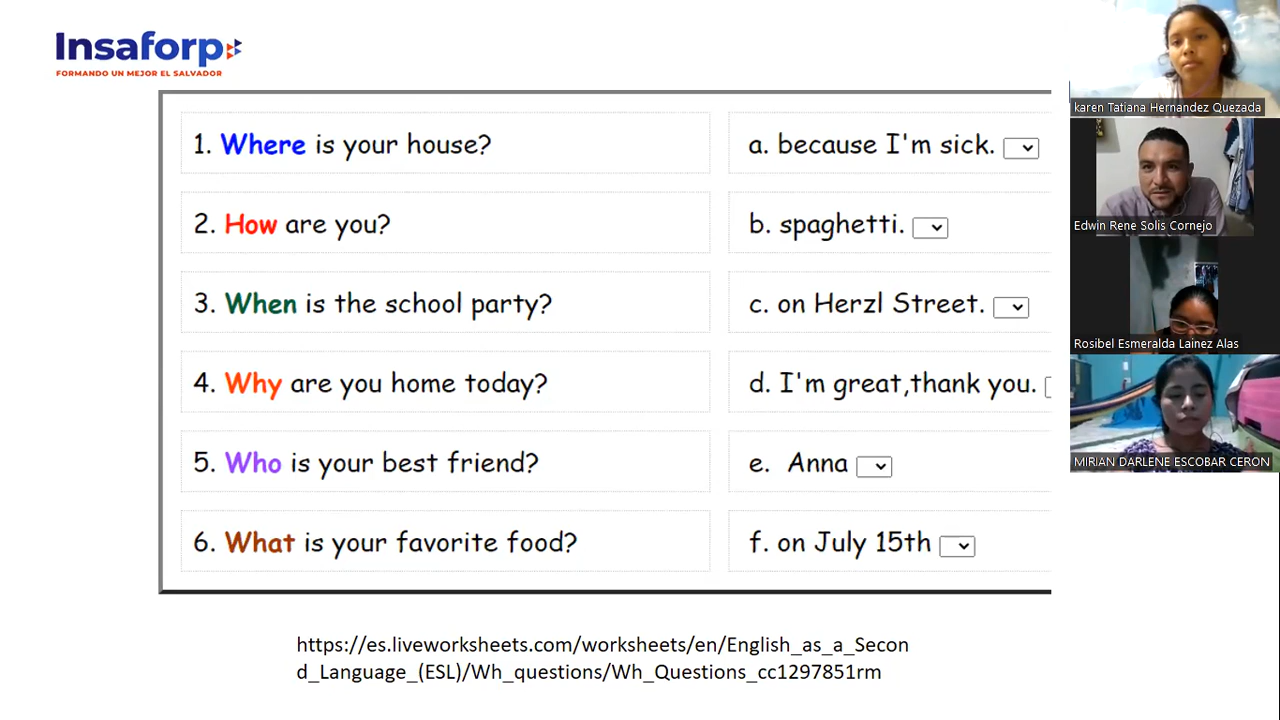 Insaforp
FORMANDO UN MEJOR EL SALVADOR
1. Where is your house?
a. because I'm sick.
2. How are you?
b. spaghetti.
3. When is the school party?
c. on Herzl Street.
4. Why are you home today?
d. I'm great,thank you.
5. Who is your best friend?
e. Anna
6. What is your favorite food?
f. on July 15th
https://es.liveworksheets.com/worksheets/en/English_as_a_Secon
d_Language_(ESL)/Wh_questions/Wh_Questions_cc1297851rm
karen Tatiana Hernandez Quezada
Edwin Rene Solis Cornejo
Rosibel Esmeralda Lainez Alas
MIRIAN DARLENE ESCOBAR CERON